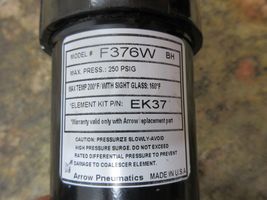 MODEL # F376W BH
MAX. PRESS.: 250 PSIG
MAX TEMP 200°F/WITH SIGHT GLASS: 160°F
*ELEMENT KIT P/N: EK37
*Warranty valid only with Arrow replacement part
CAUTION: PRESSURIZE SLOWLY-AVOID
HIGH PRESSURE SURGE. DO NOT EXCEED
RATED DIFFERENTIAL PRESSURE TO PREVENT
DAMAGE TO COALESCER ELEMENT.
Arrow Pneumatics MADE IN U.S.A.